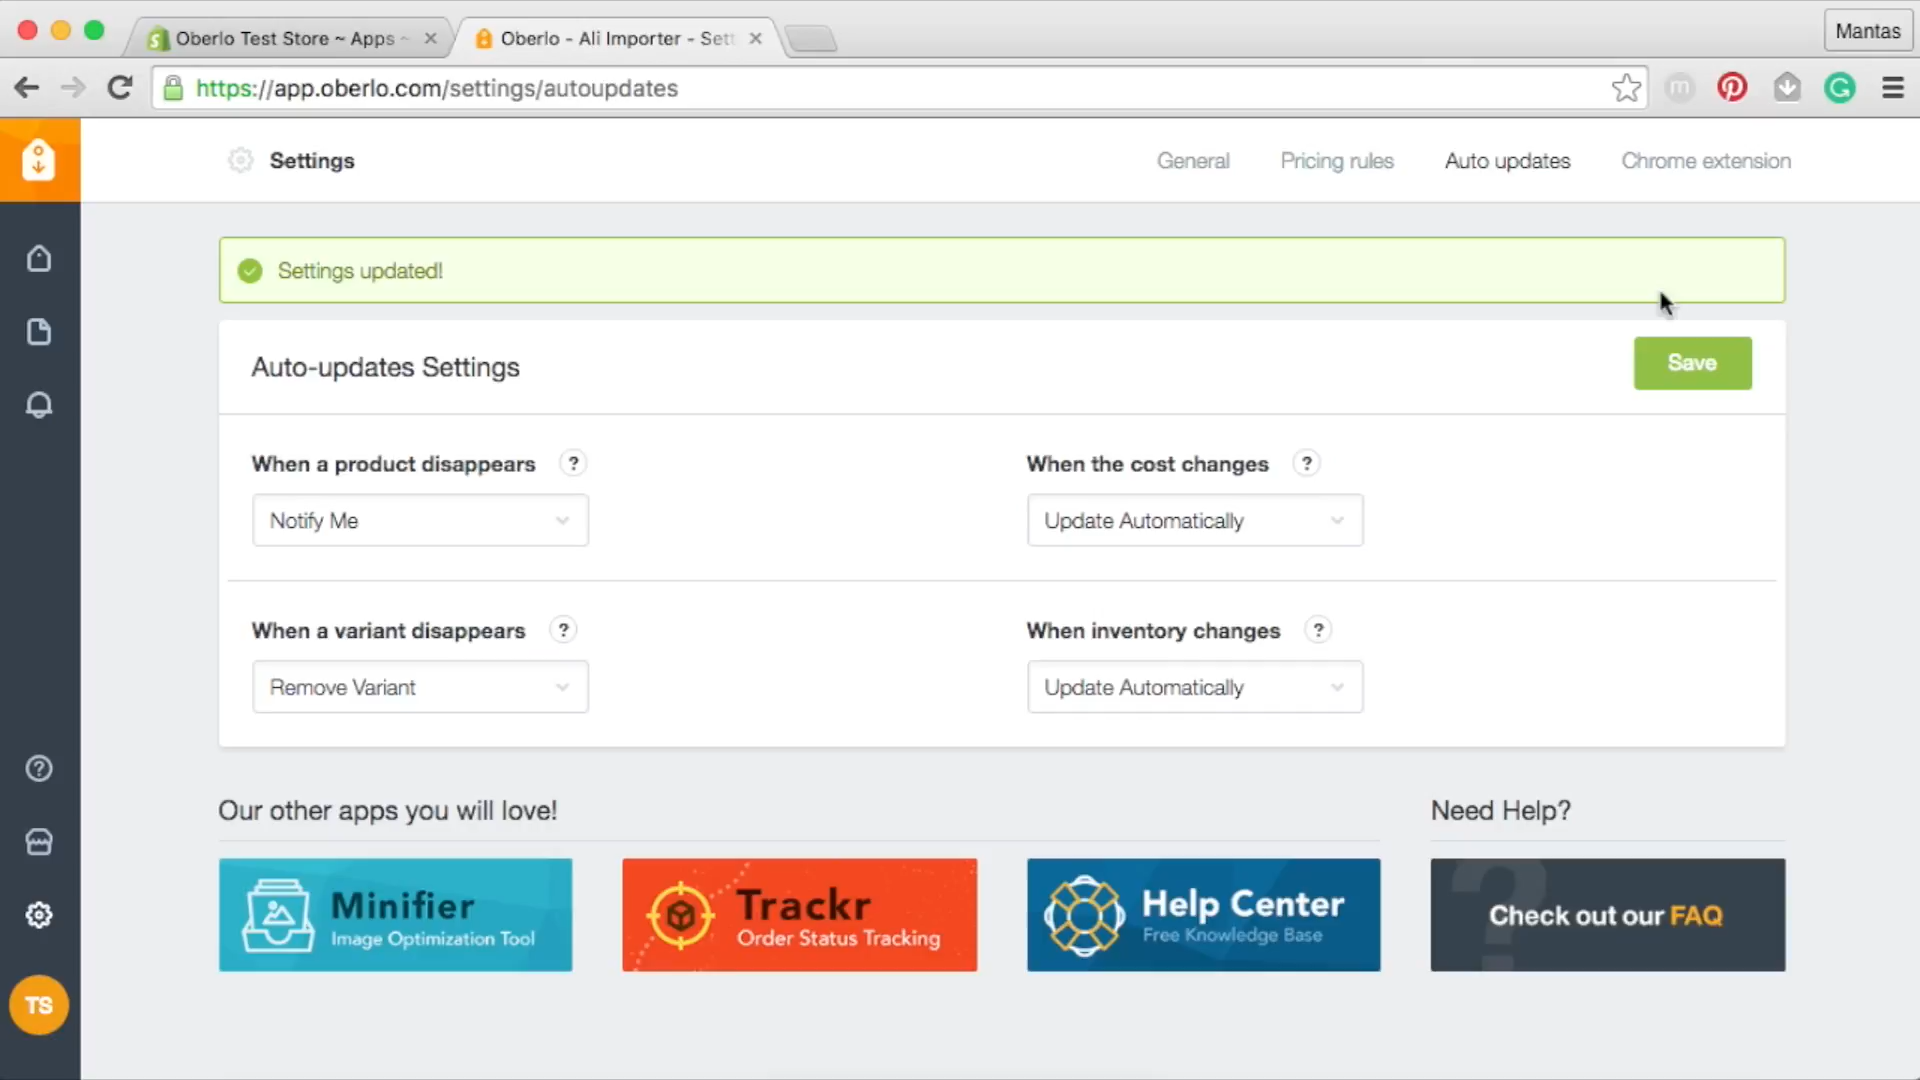 Oberlo Test Store ~ Apps ~
Oberlo - Ali Importer - Sett
Mantas
https://app.oberlo.com/settings/autoupdates
Settings
General
Pricing rules
Auto updates
Chrome extension
Settings updated!
Auto-updates Settings
Save
When a product disappears ?
When the cost changes ?
Notify Me
Update Automatically
When a variant disappears ?
When inventory changes ?
Remove Variant
Update Automatically
Our other apps you will love!
Need Help?
Minifier
Image Optimization Tool
Trackr
Order Status Tracking
Help Center
Free Knowledge Base
Check out our FAQ
TS